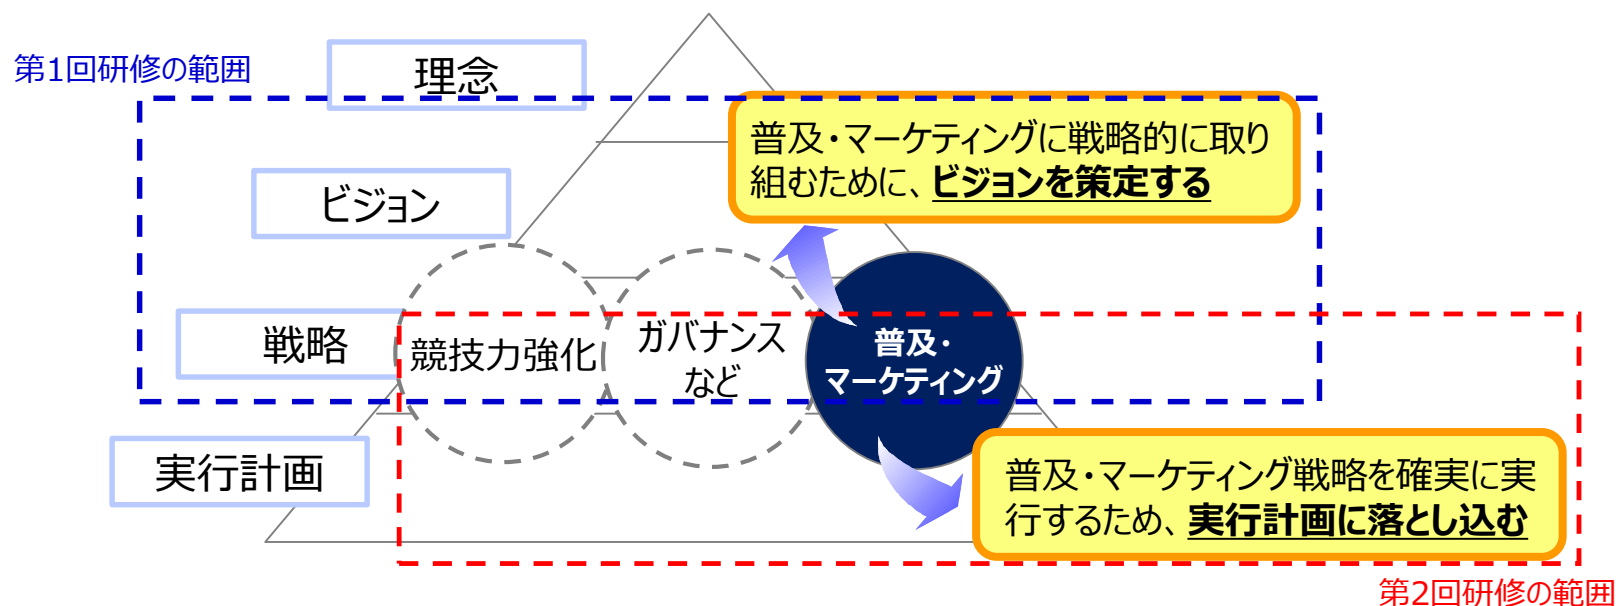 第1回研修の範囲
理念
普及・マーケティングに戦略的に取り
組むために、ビジョンを策定する
ビジョン
戦略
競技力強化
ガバナンス
など
普及・
マーケティング
実行計画
普及・マーケティング戦略を確実に実
行するため、実行計画に落とし込む
第2回研修の範囲